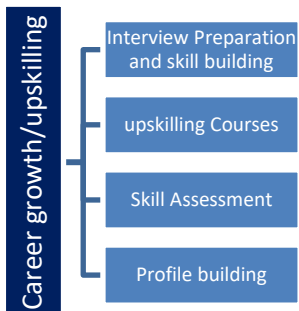 Career growth/upskilling
Interview Preparation
and skill building
upskilling Courses
Skill Assessment
Profile building